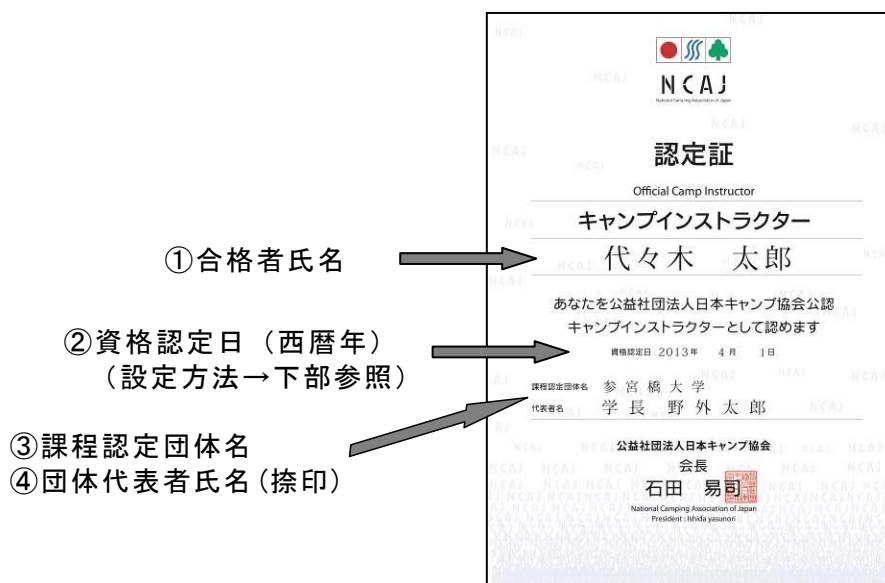 NCAJ
National Camping Association of Japan
認定証
Official Camp Instructor
キャンプインストラクター
①合格者氏名
代々木 太郎
あなたを公益社団法人日本キャンプ協会公認
キャンプインストラクターとして認めます
②資格認定日(西暦年)
(設定方法→下部参照)
資格認定日 2013年 4月 1日
課程認定団体名 参宮橋大学
代表者名 学長 野外太郎
③課程認定団体名
④団体代表者氏名(捺印)
公益社団法人日本キャンプ協会
会長
石田 易司
National Camping Association of Japan
President : Ishida yasunori